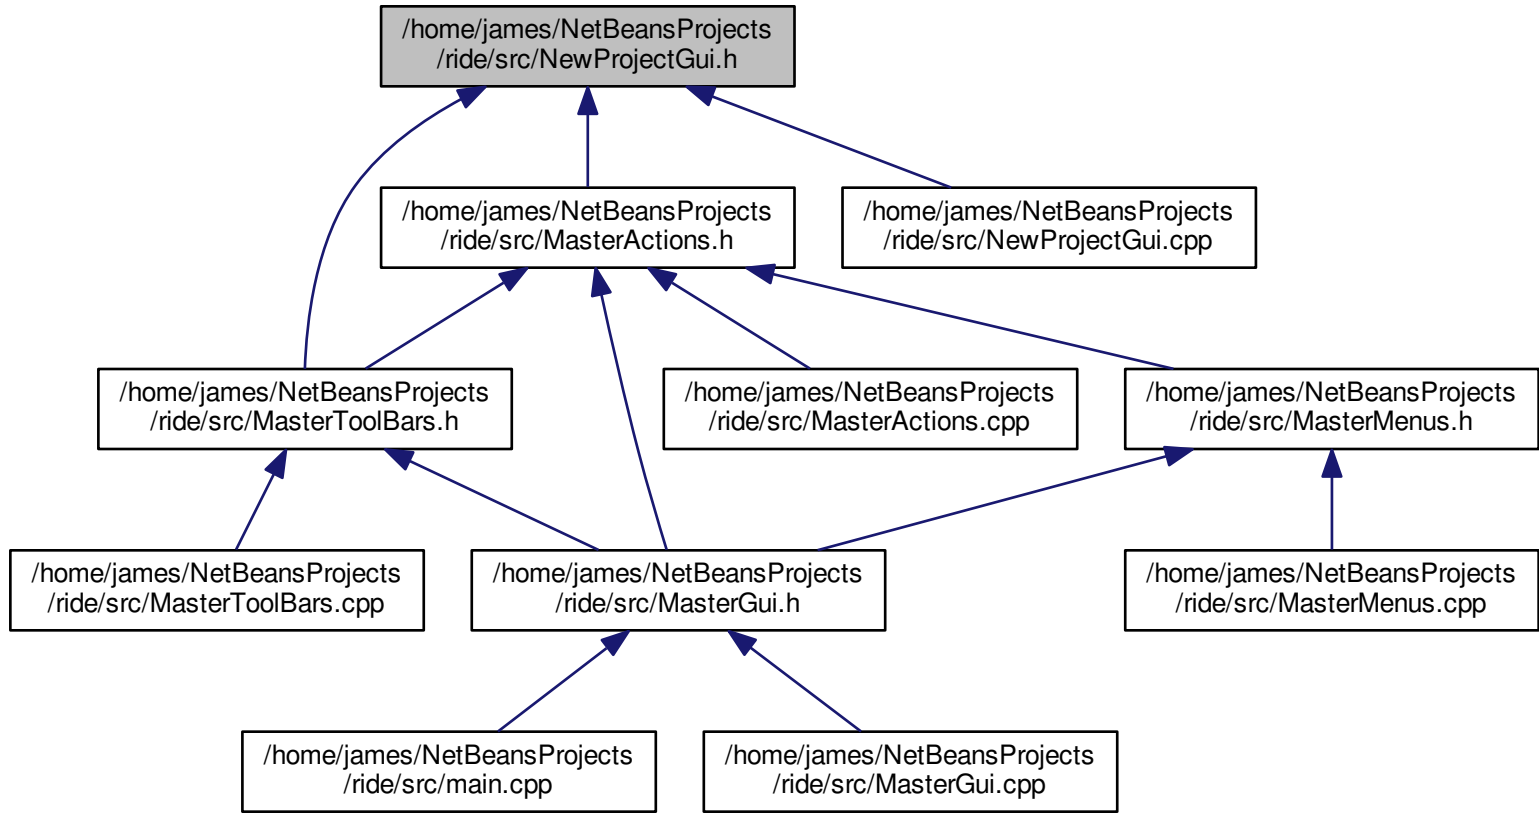 /home/james/NetBeansProjects
/ride/src/NewProjectGui.h
/home/james/NetBeansProjects
/ride/src/MasterActions.h
/home/james/NetBeansProjects
/ride/src/NewProjectGui.cpp
/home/james/NetBeansProjects
/ride/src/MasterToolBars.h
/home/james/NetBeansProjects
/ride/src/MasterActions.cpp
/home/james/NetBeansProjects
/ride/src/MasterMenus.h
/home/james/NetBeansProjects
/ride/src/MasterToolBars.cpp
/home/james/NetBeansProjects
/ride/src/MasterGui.h
/home/james/NetBeansProjects
/ride/src/MasterMenus.cpp
/home/james/NetBeansProjects
/ride/src/main.cpp
/home/james/NetBeansProjects
/ride/src/MasterGui.cpp